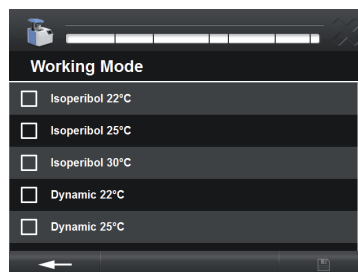 Working Mode
Isoperibol 22°C
Isoperibol 25°C
Isoperibol 30°C
Dynamic 22°C
Dynamic 25°C